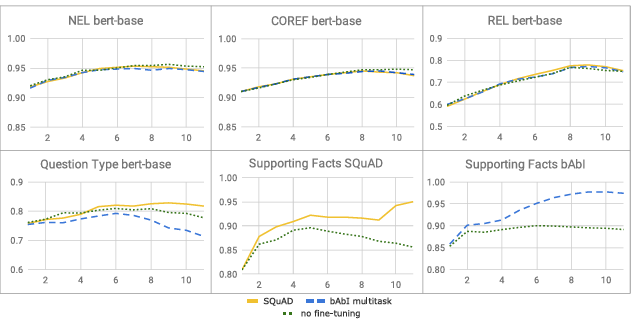 NEL bert-base
1.00
0.95
0.90
0.85
2 4 6 8 10
COREF bert-base
1.00
0.95
0.90
0.85
2 4 6 8 10
REL bert-base
0.9
0.8
0.7
0.6
0.5
2 4 6 8 10
Question Type bert-base
0.9
0.8
0.7
0.6
2 4 6 8 10
Supporting Facts SQuAD
1.00
0.95
0.90
0.85
0.80
2 4 6 8 10
Supporting Facts bAbI
1.00
0.95
0.90
0.85
0.80
2 4 6 8 10
SQuAD bAbI multitask
no fine-tuning